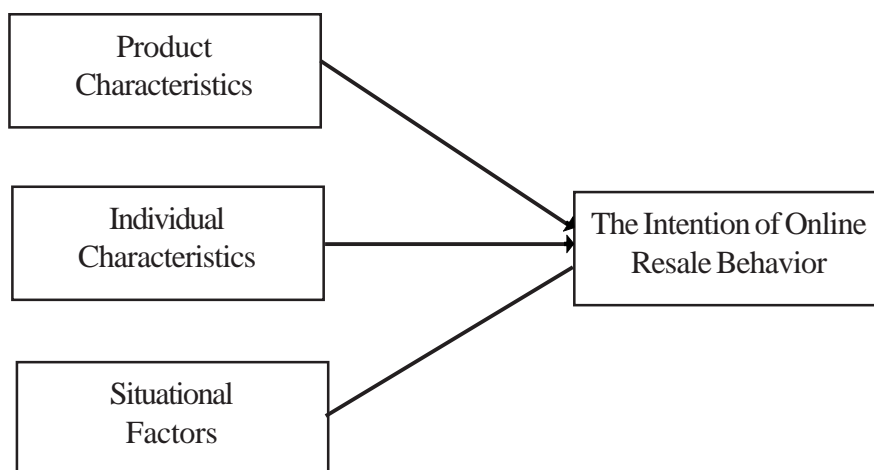 Product
Characteristics
Individual
Characteristics
The Intention of Online
Resale Behavior
Situational
Factors